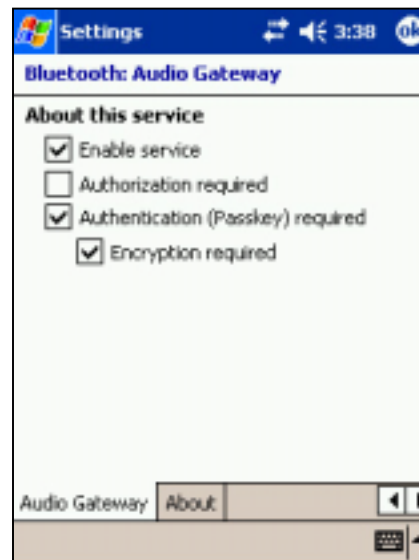 Settings 3:38 ok
Bluetooth: Audio Gateway
About this service
Enable service
Authorization required
Authentication (Passkey) required
Encryption required
Audio Gateway About